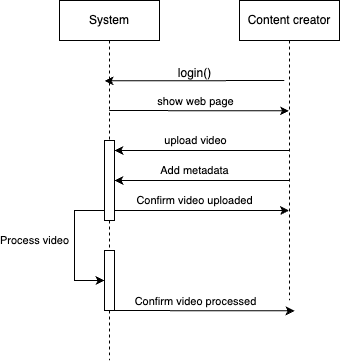 System
Content creator
login()
show web page
upload video
Add metadata
Confirm video uploaded
Process video
Confirm video processed